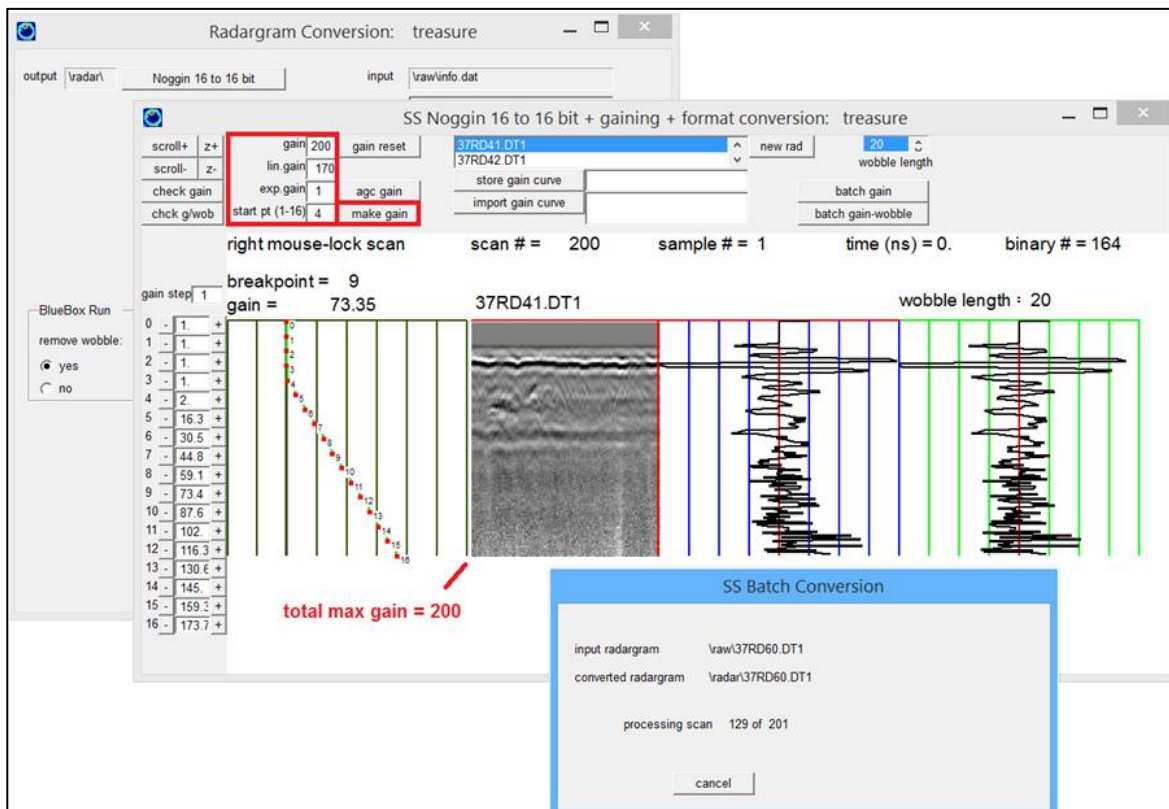 Radargram Conversion: treasure
output \radar\ Noggin 16 to 16 bit input \raw\info.dat
SS Noggin 16 to 16 bit + gaining + format conversion: treasure
scroll+ z+ gain 200 gain reset 37RD41.DT1 new rad 20
scroll- z- lin.gain 170 37RD42.DT1 wobble length
check gain exp.gain 1 agc gain store gain curve batch gain
chck g/wob start pt (1-16) 4 make gain import gain curve batch gain-wobble
right mouse-lock scan scan # = 200 sample # = 1 time (ns) = 0. binary # = 164
breakpoint = 9
gain step 1 gain = 73.35 37RD41.DT1 wobble length : 20
BlueBox Run
remove wobble:
yes
no
0 - 1. +
1 - 1. +
2 - 1. +
3 - 1. +
4 - 2. +
5 - 16.3 +
6 - 30.5 +
7 - 44.8 +
8 - 59.1 +
9 - 73.4 +
10 - 87.6 +
11 - 102. +
12 - 116.3 +
13 - 130.6 +
14 - 145. +
15 - 159.3 +
16 - 173.7 +
0
1
2
3
4
5
6
7
8
9
10
11
12
13
14
15
16
total max gain = 200
SS Batch Conversion
input radargram \raw\37RD60.DT1
converted radargram \radar\37RD60.DT1
processing scan 129 of 201
cancel